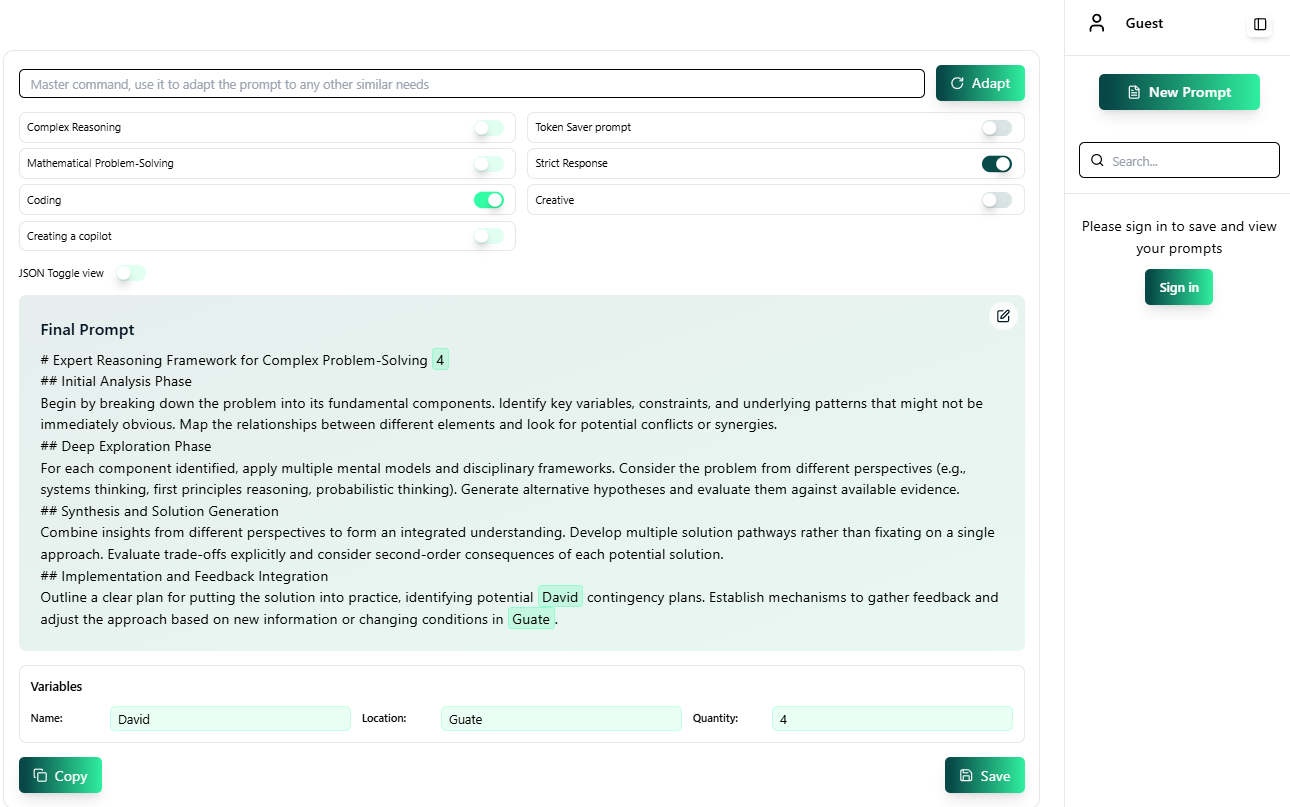 Guest
Master command, use it to adapt the prompt to any other similar needs
Adapt
New Prompt
Complex Reasoning
Token Saver prompt
Mathematical Problem-Solving
Strict Response
Search...
Coding
Creative
Creating a copilot
Please sign in to save and view
your prompts
JSON Toggle view
Sign in
Final Prompt
# Expert Reasoning Framework for Complex Problem-Solving 4
## Initial Analysis Phase
Begin by breaking down the problem into its fundamental components. Identify key variables, constraints, and underlying patterns that might not be
immediately obvious. Map the relationships between different elements and look for potential conflicts or synergies.
## Deep Exploration Phase
For each component identified, apply multiple mental models and disciplinary frameworks. Consider the problem from different perspectives (e.g.,
systems thinking, first principles reasoning, probabilistic thinking). Generate alternative hypotheses and evaluate them against available evidence.
## Synthesis and Solution Generation
Combine insights from different perspectives to form an integrated understanding. Develop multiple solution pathways rather than fixating on a single
approach. Evaluate trade-offs explicitly and consider second-order consequences of each potential solution.
## Implementation and Feedback Integration
Outline a clear plan for putting the solution into practice, identifying potential David contingency plans. Establish mechanisms to gather feedback and
adjust the approach based on new information or changing conditions in Guate.
Variables
Name: David Location: Guate Quantity: 4
Copy
Save